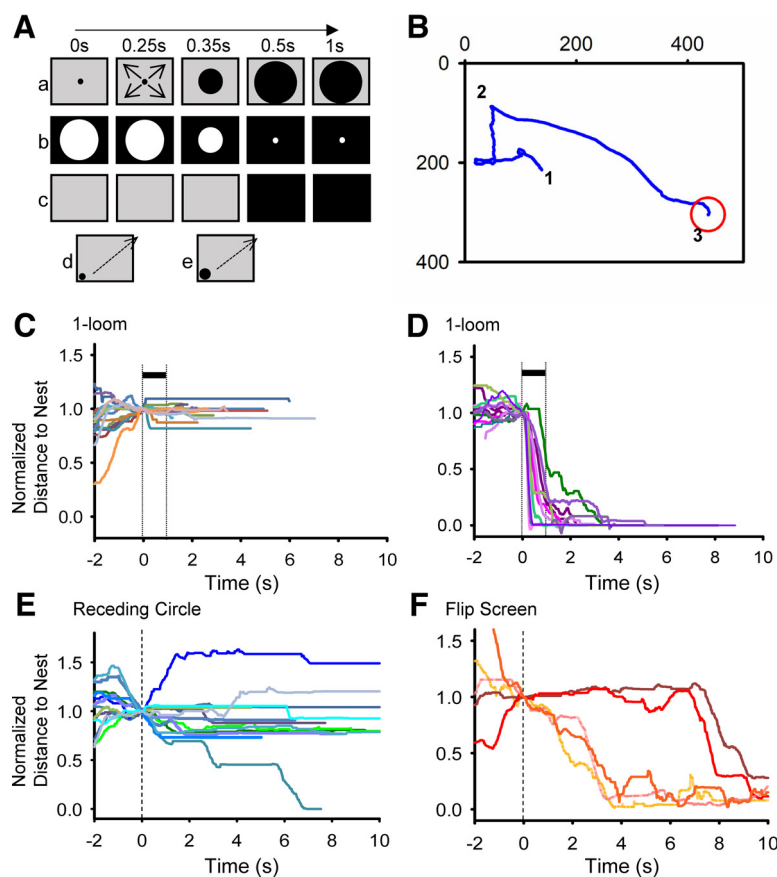 A
0s 0.25s 0.35s 0.5s 1s
a
b
c
d e
B
0 200 400
0
200
400
2
1
3
C
1-loom
Normalized
Distance to Nest
1.5
1.0
0.5
0.0
-2 0 2 4 6 8 10
Time (s)
D
1-loom
1.5
1.0
0.5
0.0
-2 0 2 4 6 8 10
Time (s)
E
Receding Circle
Normalized
Distance to Nest
1.5
1.0
0.5
0.0
-2 0 2 4 6 8 10
Time (s)
F
Flip Screen
1.5
1.0
0.5
0.0
-2 0 2 4 6 8 10
Time (s)